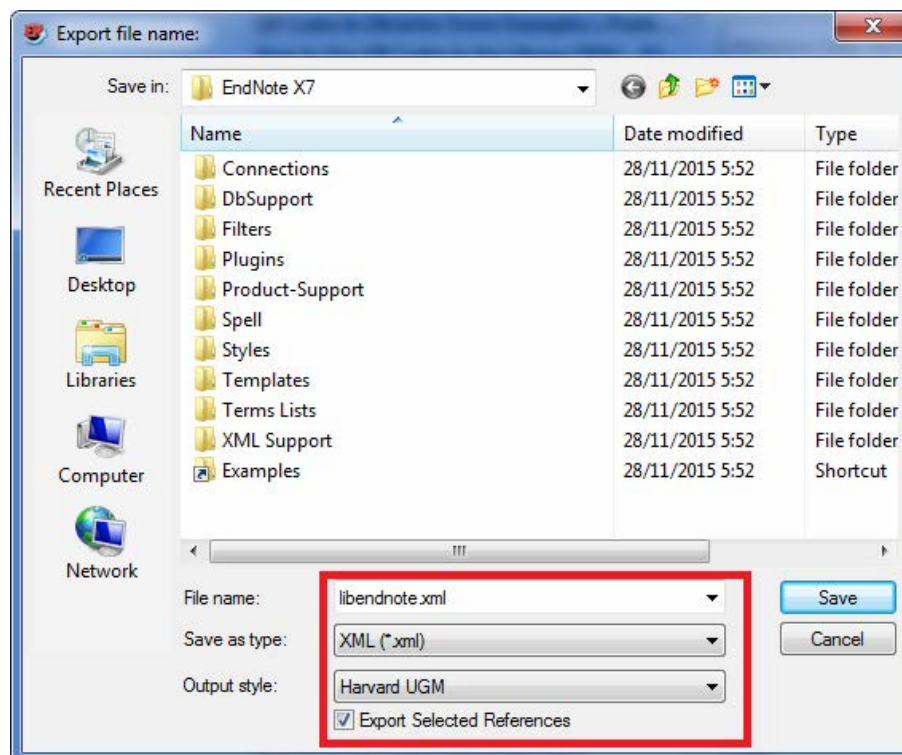 Export file name:
Save in: EndNote X7
Name Date modified Type
Recent Places
Desktop
Libraries
Computer
Network
Connections 28/11/2015 5:52 File folder
DbSupport 28/11/2015 5:52 File folder
Filters 28/11/2015 5:52 File folder
Plugins 28/11/2015 5:52 File folder
Product-Support 28/11/2015 5:52 File folder
Spell 28/11/2015 5:52 File folder
Styles 28/11/2015 5:52 File folder
Templates 28/11/2015 5:52 File folder
Terms Lists 28/11/2015 5:52 File folder
XML Support 28/11/2015 5:52 File folder
Examples 28/11/2015 5:52 Shortcut
File name: libendnote.xml Save
Save as type: XML (*.xml) Cancel
Output style: Harvard UGM
Export Selected References